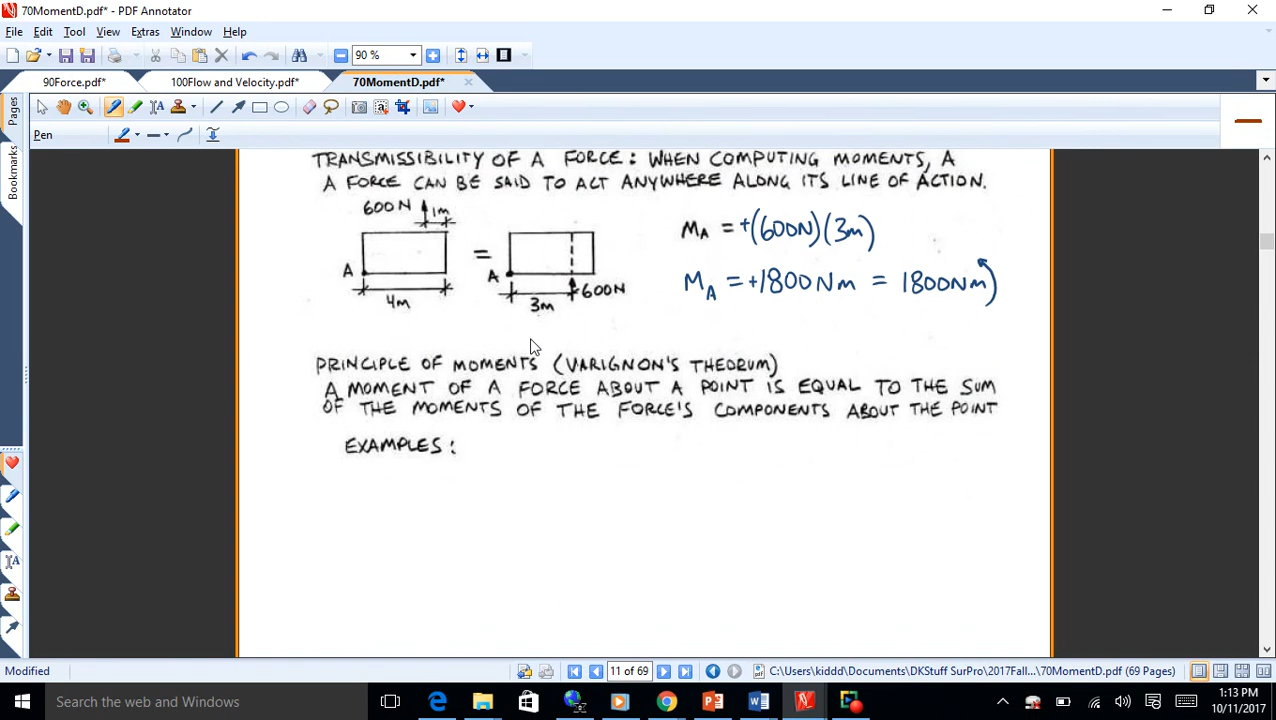 70MomentD.pdf* - PDF Annotator
File Edit Tool View Extras Window Help
90 %
90Force.pdf* 100Flow and Velocity.pdf* 70MomentD.pdf*
Pen
Pages
Bookmarks
TRANSMISSIBILITY OF A FORCE : WHEN COMPUTING MOMENTS, A
A FORCE CAN BE SAID TO ACT ANYWHERE ALONG ITS LINE OF ACTION.
600N 1m
A = A 600N
4m 3m
MA = +(600N)(3m)
MA = +1800Nm = 1800Nm
PRINCIPLE OF MOMENTS (VARIGNON'S THEORUM)
A MOMENT OF A FORCE ABOUT A POINT IS EQUAL TO THE SUM
OF THE MOMENTS OF THE FORCE'S COMPONENTS ABOUT THE POINT
EXAMPLES :
Modified 11 of 69 C:\Users\kiddd\Documents\DKStuff SurPro\2017Fall...\70MomentD.pdf (69 Pages)
Search the web and Windows
1:13 PM
10/11/2017